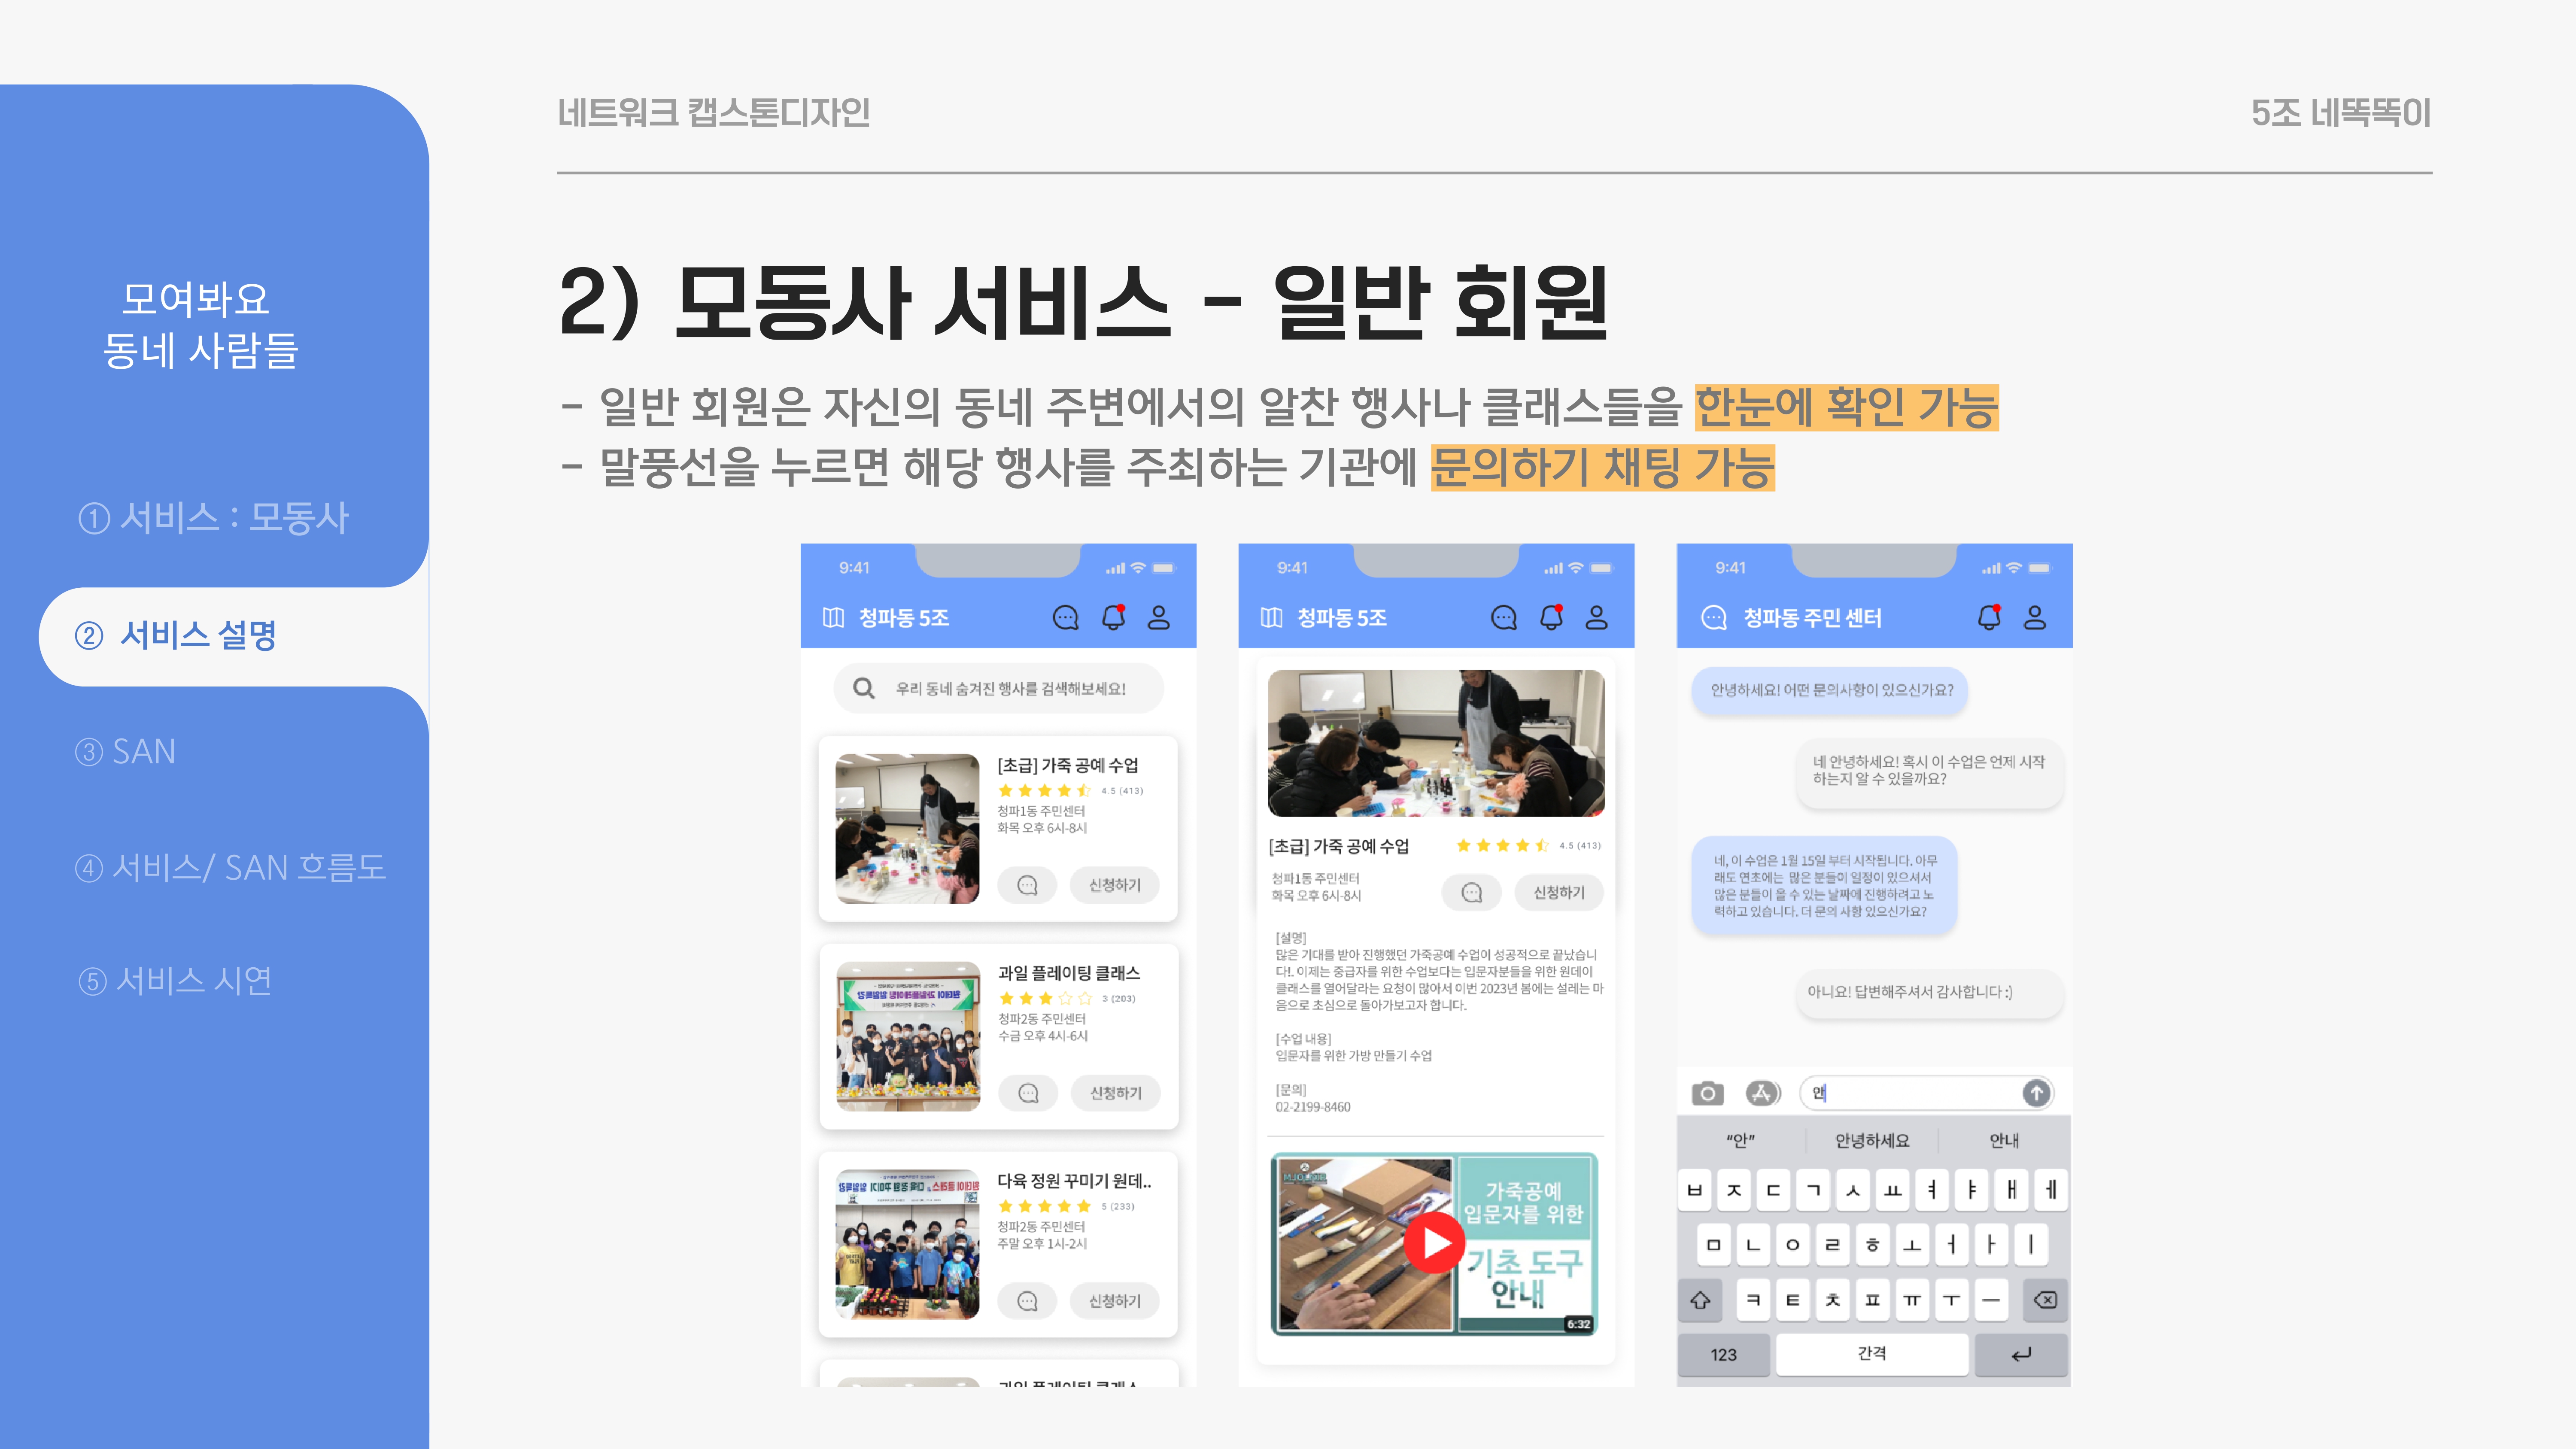 네트워크 캡스톤디자인
5조 네똑똑이
모여봐요
동네 사람들
① 서비스 : 모동사
② 서비스 설명
③ SAN
④ 서비스/ SAN 흐름도
⑤ 서비스 시연
2) 모동사 서비스 - 일반 회원
- 일반 회원은 자신의 동네 주변에서의 알찬 행사나 클래스들을 한눈에 확인 가능
- 말풍선을 누르면 해당 행사를 주최하는 기관에 문의하기 채팅 가능
9:41
청파동 5조
우리 동네 숨겨진 행사를 검색해보세요!
[초급] 가죽 공예 수업
4.5 (413)
청파1동 주민센터
화목 오후 6시-8시
신청하기
과일 플레이팅 클래스
3 (203)
청파2동 주민센터
수금 오후 4시-6시
신청하기
다육 정원 꾸미기 원데..
5 (233)
청파2동 주민센터
주말 오후 1시-2시
신청하기
9:41
청파동 5조
[초급] 가죽 공예 수업
4.5 (413)
청파1동 주민센터
화목 오후 6시-8시
신청하기
[설명]
많은 기대를 받아 진행했던 가죽공예 수업이 성공적으로 끝났습니
다!. 이제는 중급자를 위한 수업보다는 입문자분들을 위한 원데이
클래스를 열어달라는 요청이 많아서 이번 2023년 봄에는 설레는 마
음으로 초심으로 돌아가보고자 합니다.
[수업 내용]
입문자를 위한 가방 만들기 수업
[문의]
02-2199-8460
가죽공예
입문자를 위한
기초 도구
안내
6:32
9:41
청파동 주민 센터
안녕하세요! 어떤 문의사항이 있으신가요?
네 안녕하세요! 혹시 이 수업은 언제 시작
하는지 알 수 있을까요?
네, 이 수업은 1월 15일 부터 시작됩니다. 아무
래도 연초에는 많은 분들이 일정이 있으셔서
많은 분들이 올 수 있는 날짜에 진행하려고 노
력하고 있습니다. 더 문의 사항 있으신가요?
아니요! 답변해주셔서 감사합니다 :)
안
“안” 안녕하세요 안내
ㅂ ㅈ ㄷ ㄱ ㅅ ㅛ ㅕ ㅑ ㅐ ㅔ
ㅁ ㄴ ㅇ ㄹ ㅎ ㅗ ㅓ ㅏ ㅣ
ㅋ ㅌ ㅊ ㅍ ㅠ ㅜ ㅡ
123 간격